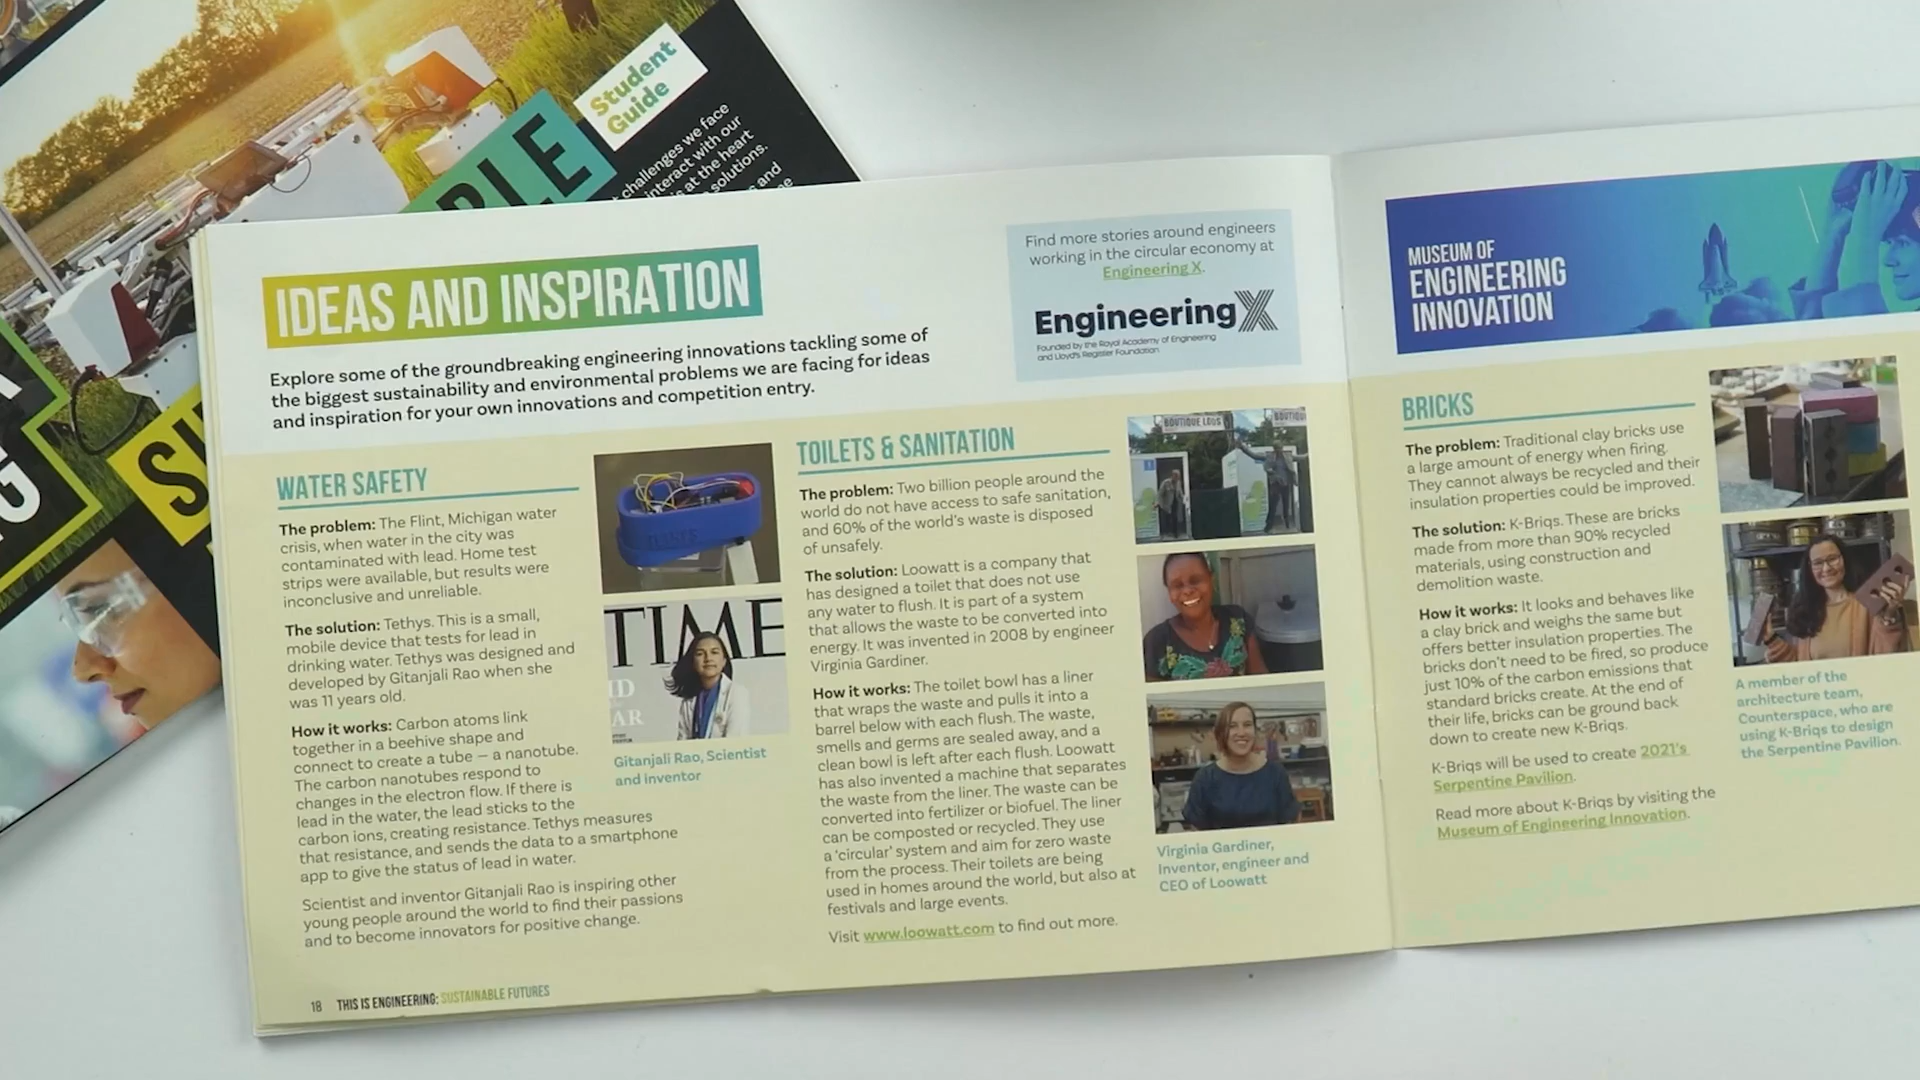 Student
Guide
challenges we face
interact with our
at the heart
solutions.
and
IDEAS AND INSPIRATION
Explore some of the groundbreaking engineering innovations tackling some of
the biggest sustainability and environmental problems we are facing for ideas
and inspiration for your own innovations and competition entry.
Find more stories around engineers
working in the circular economy at
Engineering X.
EngineeringX
Founded by the Royal Academy of Engineering
and Lloyd's Register Foundation
WATER SAFETY
The problem: The Flint, Michigan water
crisis, when water in the city was
contaminated with lead. Home test
strips were available, but results were
inconclusive and unreliable.
The solution: Tethys. This is a small,
mobile device that tests for lead in
drinking water. Tethys was designed and
developed by Gitanjali Rao when she
was 11 years old.
How it works: Carbon atoms link
together in a beehive shape and
connect to create a tube – a nanotube.
The carbon nanotubes respond to
changes in the electron flow. If there is
lead in the water, the lead sticks to the
carbon ions, creating resistance. Tethys measures
that resistance, and sends the data to a smartphone
app to give the status of lead in water.
Scientist and inventor Gitanjali Rao is inspiring other
young people around the world to find their passions
and to become innovators for positive change.
TIME
Gitanjali Rao, Scientist
and inventor
TOILETS & SANITATION
The problem: Two billion people around the
world do not have access to safe sanitation,
and 60% of the world's waste is disposed
of unsafely.
The solution: Loowatt is a company that
has designed a toilet that does not use
any water to flush. It is part of a system
that allows the waste to be converted into
energy. It was invented in 2008 by engineer
Virginia Gardiner.
How it works: The toilet bowl has a liner
that wraps the waste and pulls it into a
barrel below with each flush. The waste,
smells and germs are sealed away, and a
clean bowl is left after each flush. Loowatt
has also invented a machine that separates
the waste from the liner. The waste can be
converted into fertilizer or biofuel. The liner
can be composted or recycled. They use
a 'circular' system and aim for zero waste
from the process. Their toilets are being
used in homes around the world, but also at
festivals and large events.
Visit www.loowatt.com to find out more.
BOUTIQUE LOOS
BOUTIQU
Virginia Gardiner,
Inventor, engineer and
CEO of Loowatt
18 THIS IS ENGINEERING: SUSTAINABLE FUTURES
MUSEUM OF
ENGINEERING
INNOVATION
BRICKS
The problem: Traditional clay bricks use
a large amount of energy when firing.
They cannot always be recycled and their
insulation properties could be improved.
The solution: K-Briqs. These are bricks
made from more than 90% recycled
materials, using construction and
demolition waste.
How it works: It looks and behaves like
a clay brick and weighs the same but
offers better insulation properties. The
bricks don't need to be fired, so produce
just 10% of the carbon emissions that
standard bricks create. At the end of
their life, bricks can be ground back
down to create new K-Briqs.
K-Briqs will be used to create 2021's
Serpentine Pavilion.
Read more about K-Briqs by visiting the
Museum of Engineering Innovation.
A member of the
architecture team,
Counterspace, who are
using K-Briqs to design
the Serpentine Pavilion.